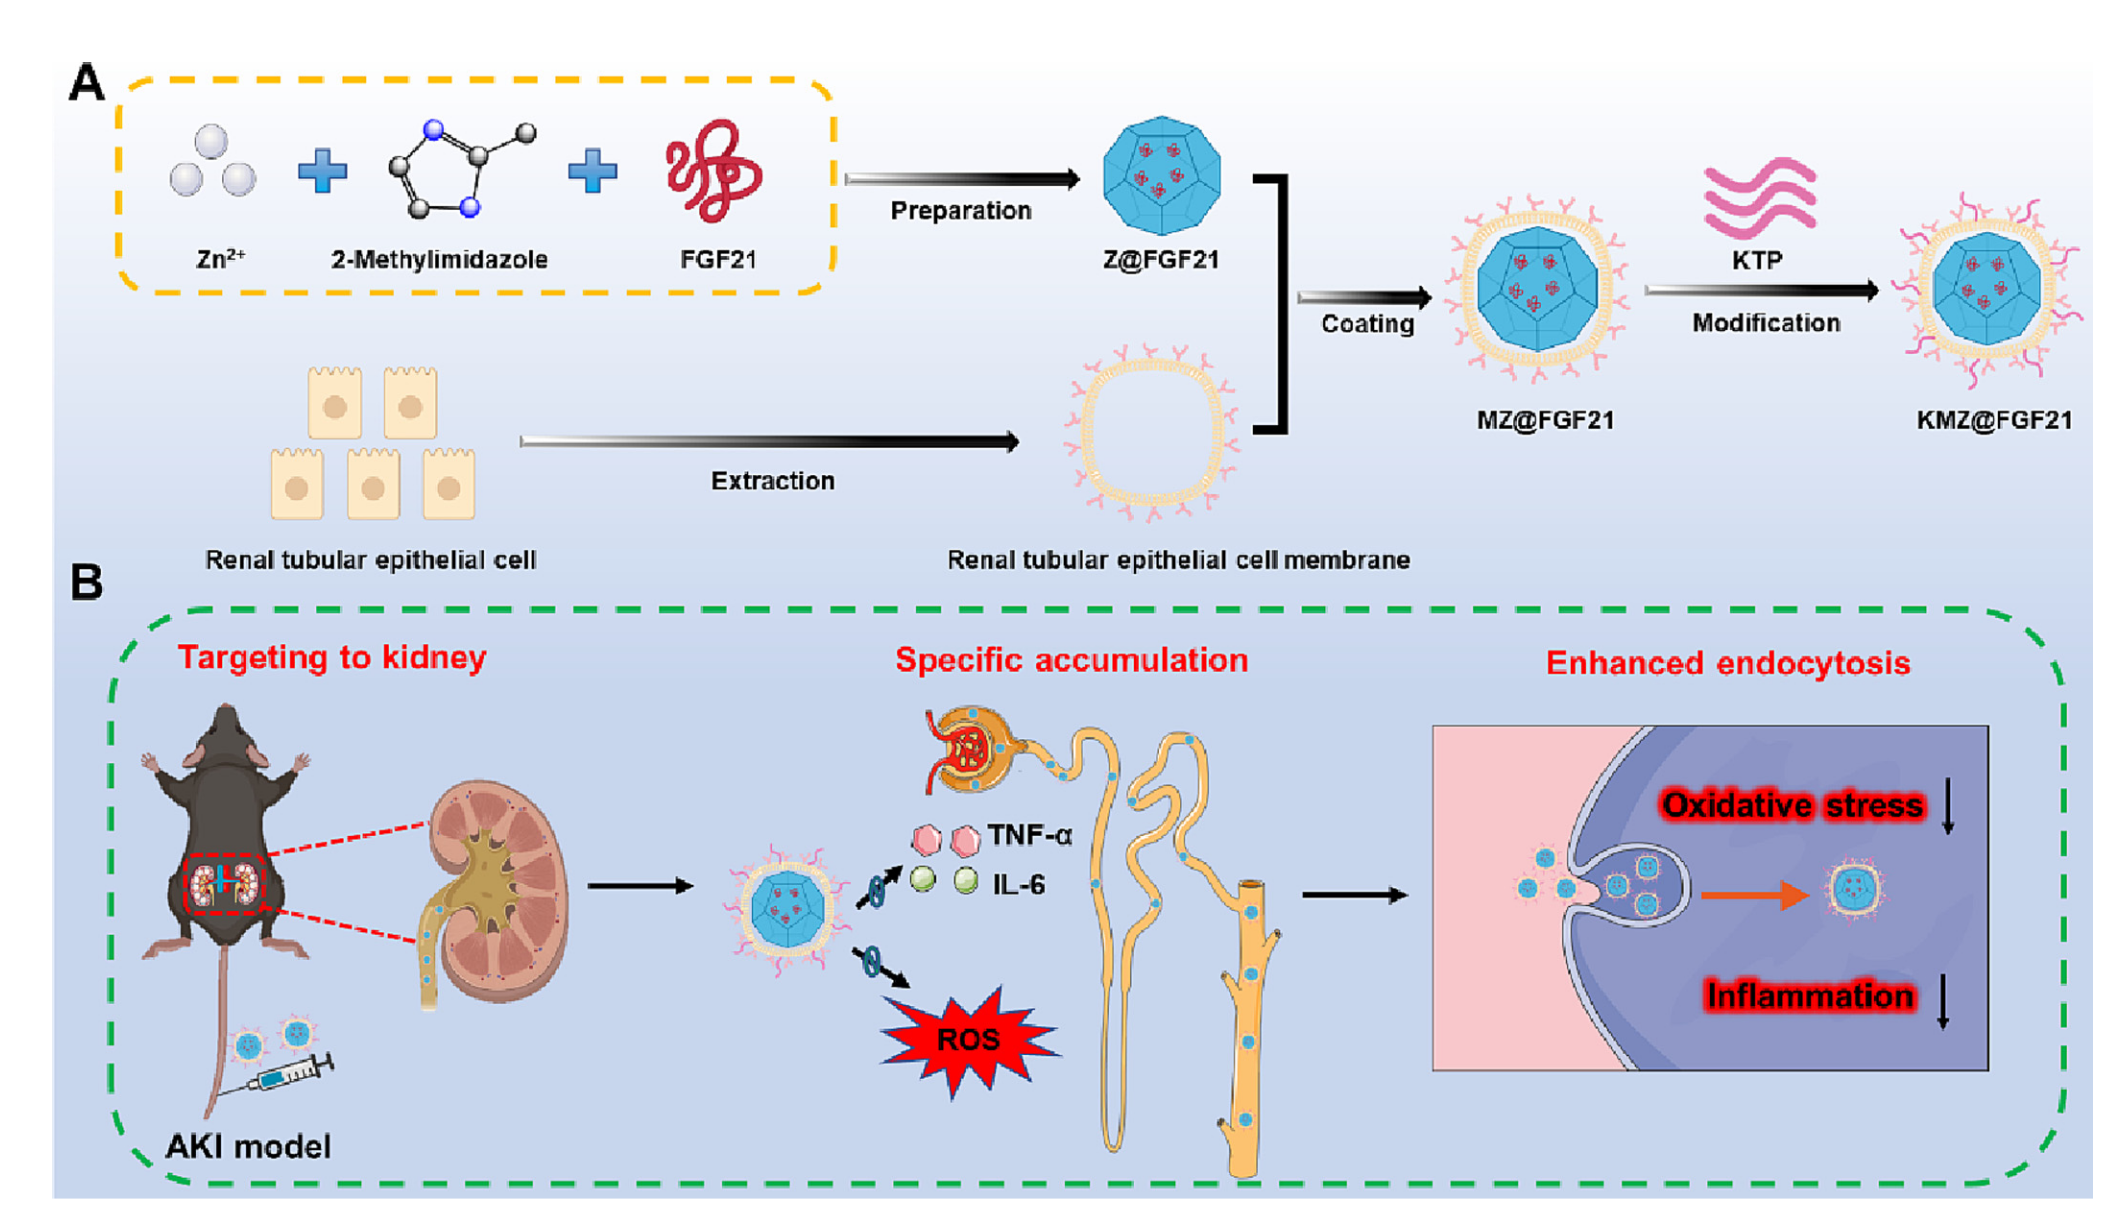 A
Zn²⁺
2-Methylimidazole
FGF21
Preparation
Z@FGF21
Coating
MZ@FGF21
KTP
Modification
KMZ@FGF21
Extraction
Renal tubular epithelial cell
Renal tubular epithelial cell membrane
B
Targeting to kidney
Specific accumulation
Enhanced endocytosis
TNF-α
IL-6
ROS
Oxidative stress
Inflammation
AKI model